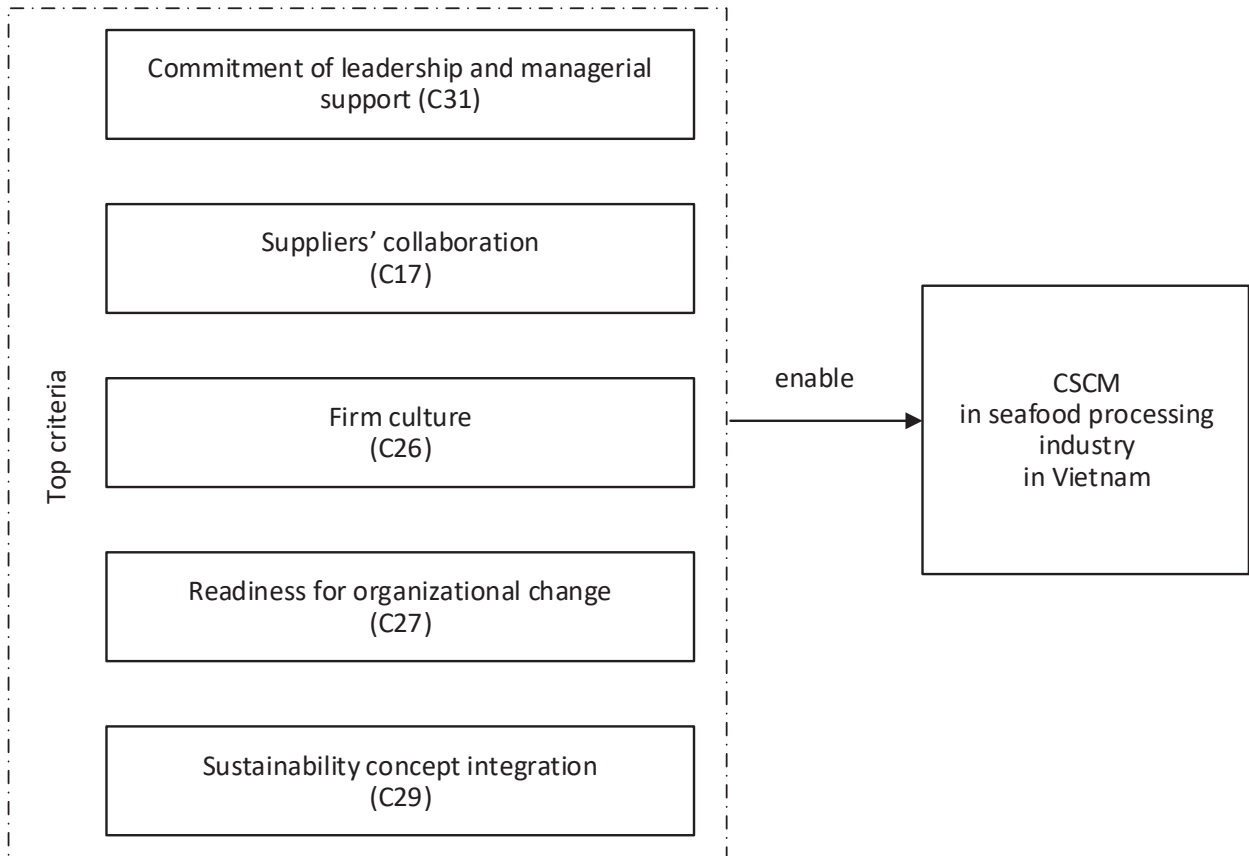 Top criteria
Commitment of leadership and managerial
support (C31)
Suppliers’ collaboration
(C17)
Firm culture
(C26)
Readiness for organizational change
(C27)
Sustainability concept integration
(C29)
enable
CSCM
in seafood processing
industry
in Vietnam